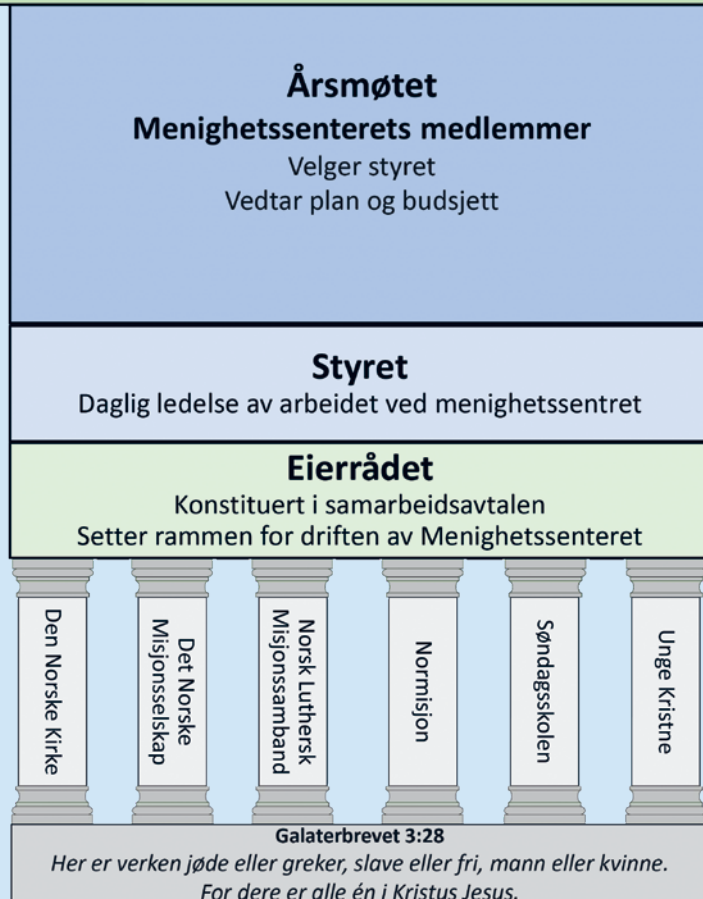 Årsmøtet
Menighetssenterets medlemmer
Velger styret
Vedtar plan og budsjett
Styret
Daglig ledelse av arbeidet ved menighetssentret
Eierrådet
Konstituert i samarbeidsavtalen
Setter rammen for driften av Menighetssenteret
Den Norske Kirke
Det Norske
Misjonsselskap
Norsk Luthersk
Misjonssamband
Normisjon
Søndagsskolen
Unge Kristne
Galaterbrevet 3:28
Her er verken jøde eller greker, slave eller fri, mann eller kvinne.
For dere er alle én i Kristus Jesus.